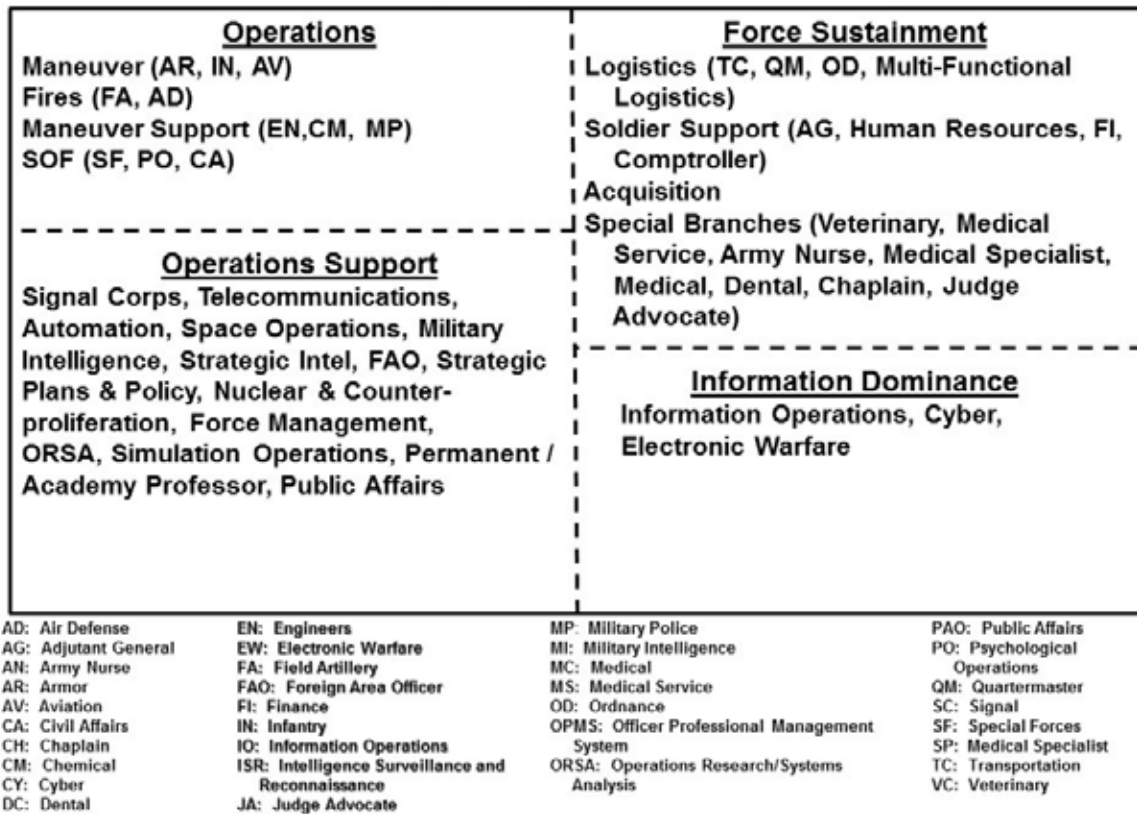 Operations
Maneuver (AR, IN, AV)
Fires (FA, AD)
Maneuver Support (EN,CM, MP)
SOF (SF, PO, CA)
Operations Support
Signal Corps, Telecommunications,
Automation, Space Operations, Military
Intelligence, Strategic Intel, FAO, Strategic
Plans & Policy, Nuclear & Counter-
proliferation, Force Management,
ORSA, Simulation Operations, Permanent /
Academy Professor, Public Affairs
Force Sustainment
Logistics (TC, QM, OD, Multi-Functional
Logistics)
Soldier Support (AG, Human Resources, FI,
Comptroller)
Acquisition
Special Branches (Veterinary, Medical
Service, Army Nurse, Medical Specialist,
Medical, Dental, Chaplain, Judge
Advocate)
Information Dominance
Information Operations, Cyber,
Electronic Warfare
AD: Air Defense
AG: Adjutant General
AN: Army Nurse
AR: Armor
AV: Aviation
CA: Civil Affairs
CH: Chaplain
CM: Chemical
CY: Cyber
DC: Dental
EN: Engineers
EW: Electronic Warfare
FA: Field Artillery
FAO: Foreign Area Officer
FI: Finance
IN: Infantry
IO: Information Operations
ISR: Intelligence Surveillance and
Reconnaissance
JA: Judge Advocate
MP: Military Police
MI: Military Intelligence
MC: Medical
MS: Medical Service
OD: Ordnance
OPMS: Officer Professional Management
System
ORSA: Operations Research/Systems
Analysis
PAO: Public Affairs
PO: Psychological
Operations
QM: Quartermaster
SC: Signal
SF: Special Forces
SP: Medical Specialist
TC: Transportation
VC: Veterinary